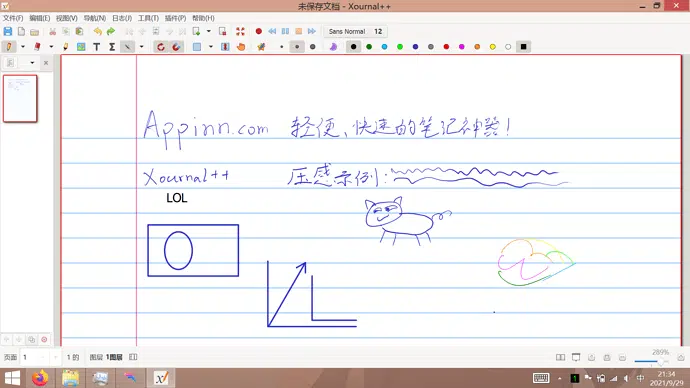 未保存文档 - Xournal++
文件(F) 编辑(E) 视图(V) 导航(N) 日志(J) 工具(T) 插件(P) 帮助(H)
Sans Normal 12
Appinn.com 轻便、快速的笔记神器!
Xournal++ 压感示例:
LOL
页面 1 1 的 图层 1图层
289%
中 21:34
2021/9/29